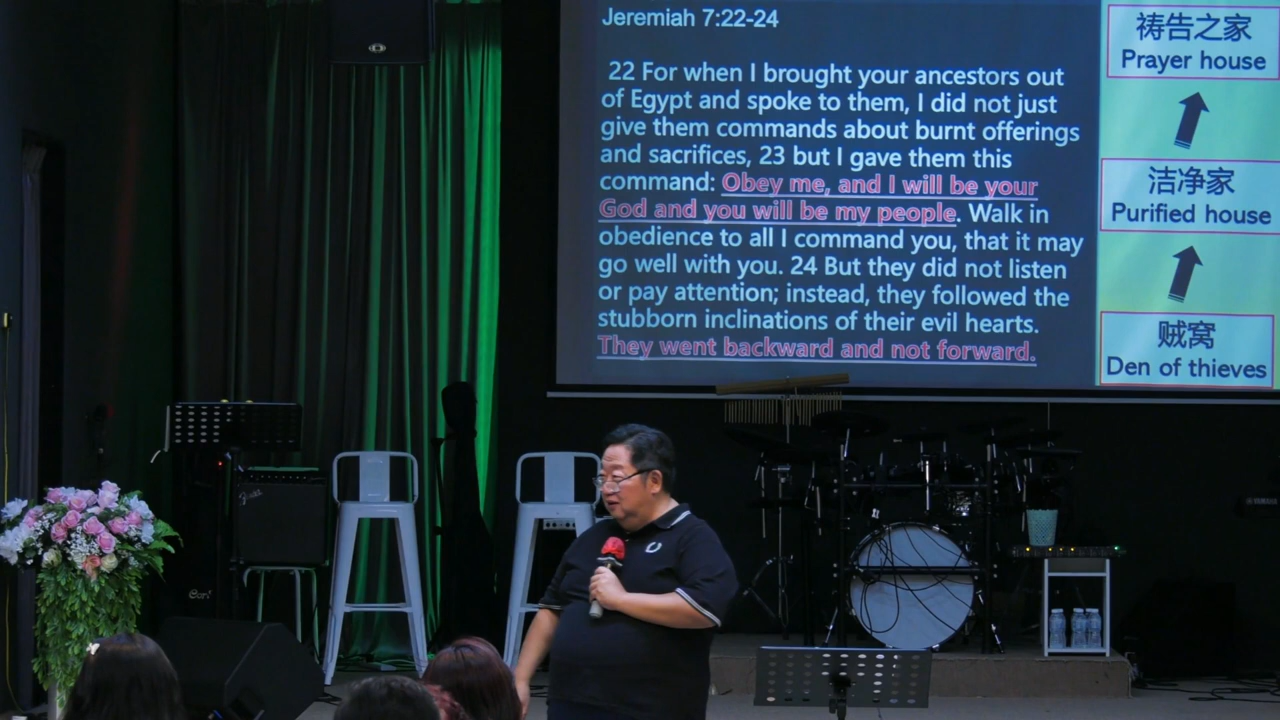 Jeremiah 7:22-24
22 For when I brought your ancestors out
of Egypt and spoke to them, I did not just
give them commands about burnt offerings
and sacrifices, 23 but I gave them this
command: Obey me, and I will be your
God and you will be my people. Walk in
obedience to all I command you, that it may
go well with you. 24 But they did not listen
or pay attention; instead, they followed the
stubborn inclinations of their evil hearts.
They went backward and not forward.
祷告之家
Prayer house
洁净家
Purified house
贼窝
Den of thieves
Fender
YAMAHA